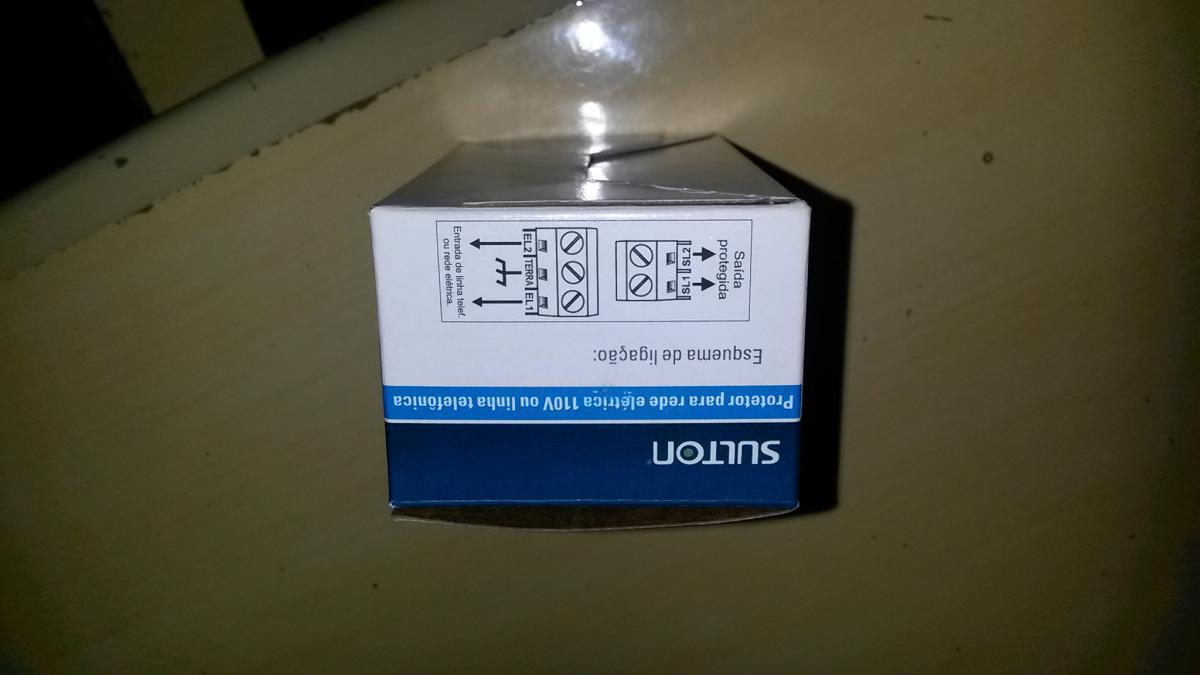 SULTON
Protetor para rede elétrica 110V ou linha telefônica
Esquema de ligação:
Saída
protegida
SL1 SL2
EL2 TERRA EL1
Entrada de linha telef.
ou rede elétrica.